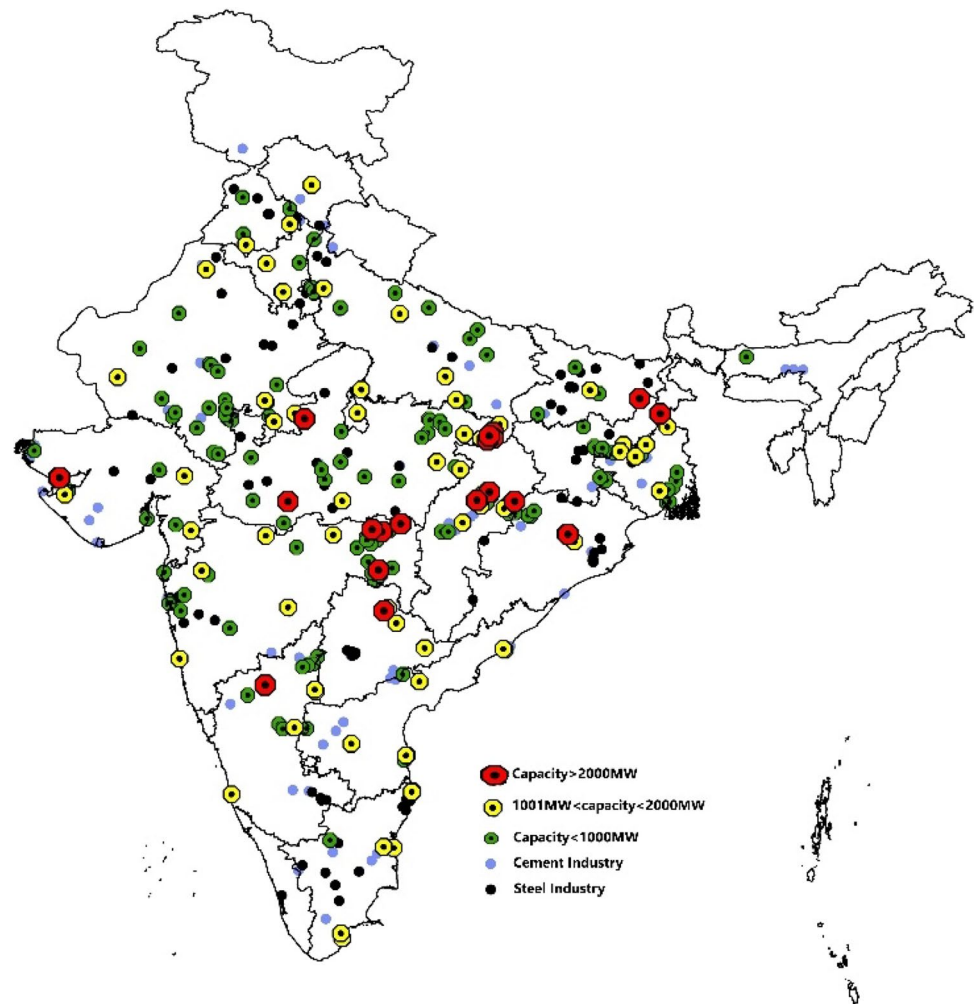 Capacity>2000MW
1001MW<capacity<2000MW
Capacity<1000MW
Cement Industry
Steel Industry